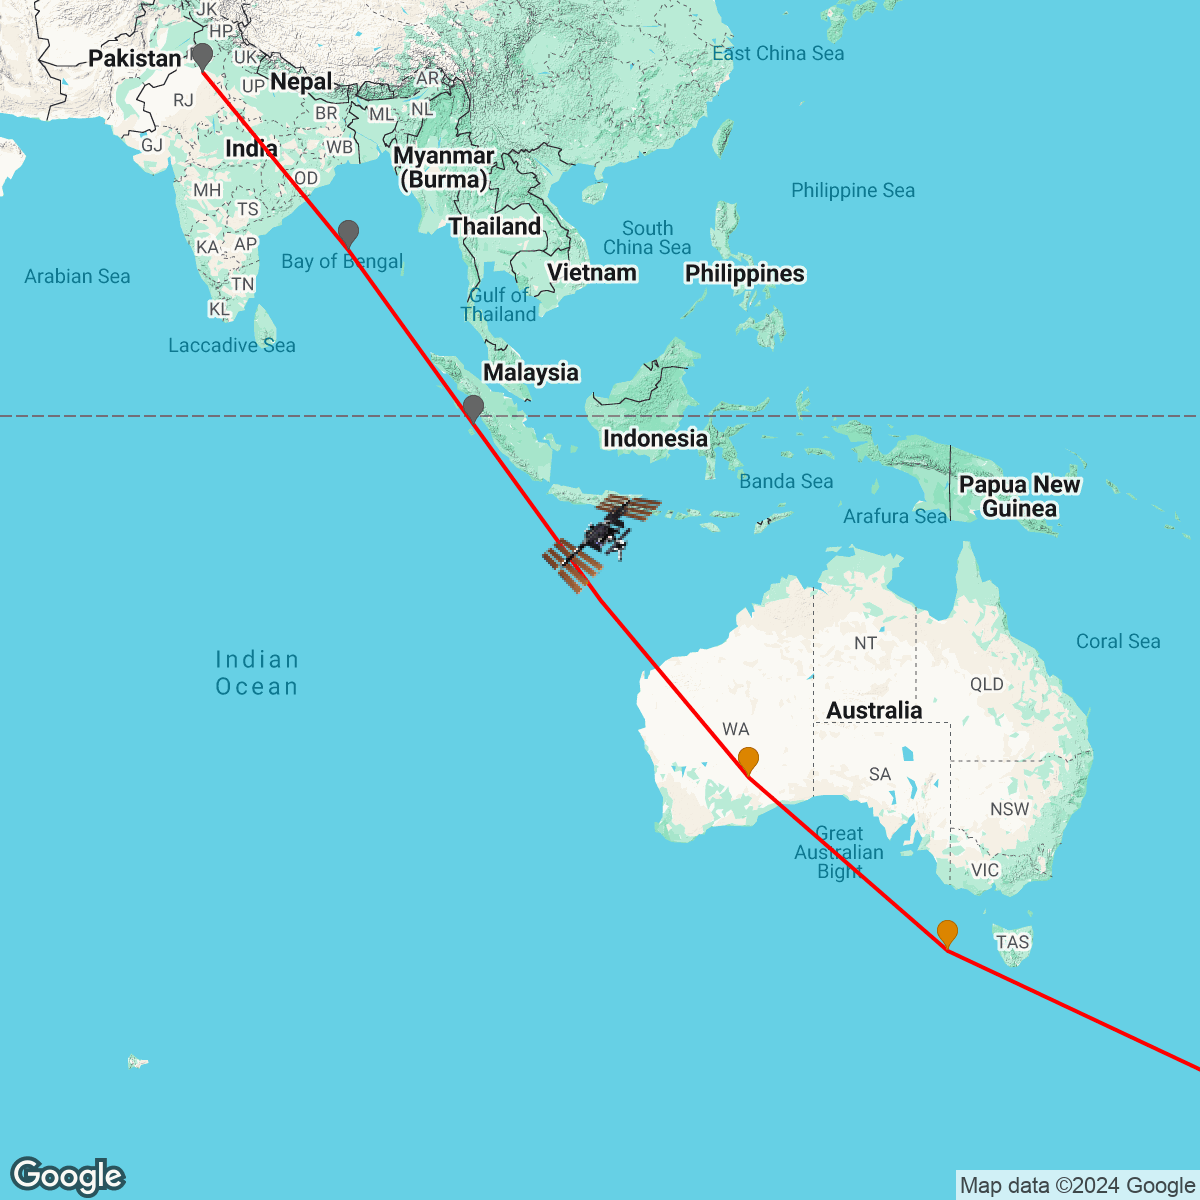 JK
HP
East China Sea
Pakistan
UK
Nepal
AR
UP
RJ
BR
ML
NL
GJ
India
WB
Myanmar
(Burma)
OD
MH
Philippine Sea
TS
Thailand
South
China Sea
KA
AP
Bay of Bengal
Arabian Sea
Vietnam
Philippines
TN
Gulf of
Thailand
KL
Laccadive Sea
Malaysia
Indonesia
Banda Sea
Papua New
Guinea
Arafura Sea
NT
Coral Sea
Indian
Ocean
QLD
Australia
WA
SA
NSW
Great
Australian
Bight
VIC
TAS
Google
Map data ©2024 Google